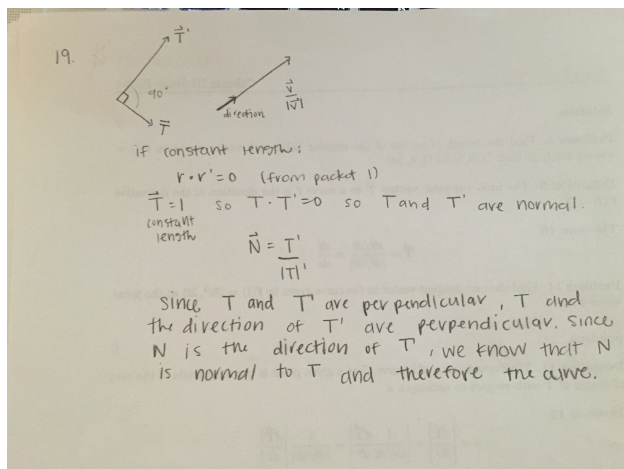 19.
T⃗'
90°
T⃗
direction
v⃗
|v⃗|
if constant length:
r • r' = 0 (from packet 1)
T⃗ = 1 so T • T' = 0 so T and T' are normal.
constant
length
N⃗ = T'
|T|'
Since T and T' are perpendicular, T and
the direction of T' are perpendicular. Since
N is the direction of T', we know that N
is normal to T and therefore the curve.